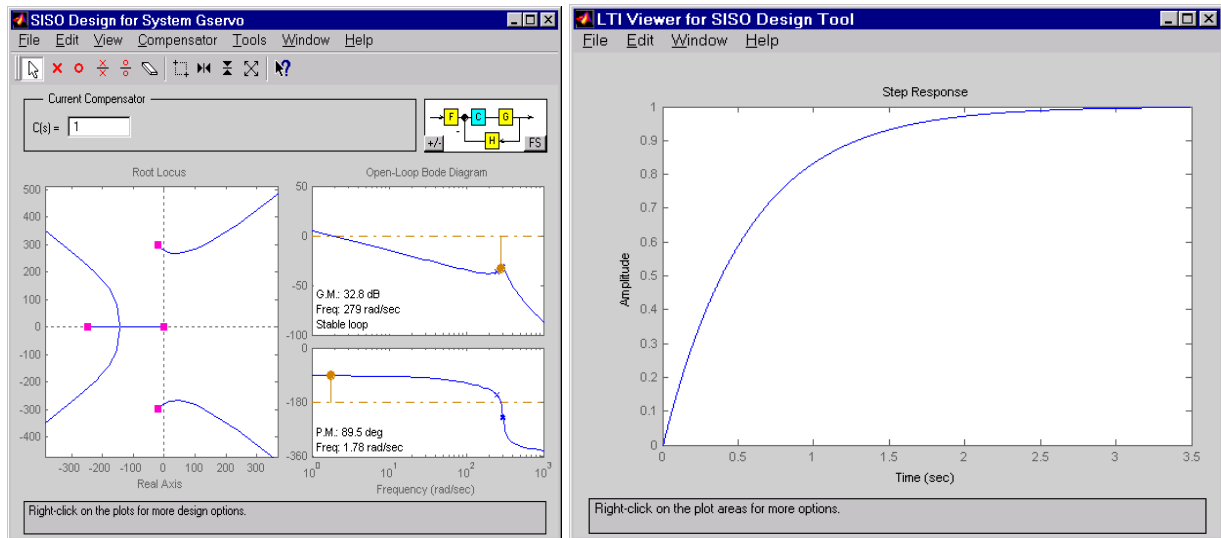 SISO Design for System Gservo
File Edit View Compensator Tools Window Help
Current Compensator
C(s) = 1
F C G
H
+/- FS
Root Locus
500
400
300
200
100
0
-100
-200
-300
-400
-300 -200 -100 0 100 200 300
Real Axis
Open-Loop Bode Diagram
50
0
-50
-100
G.M.: 32.8 dB
Freq: 279 rad/sec
Stable loop
0
-180
-360
P.M.: 89.5 deg
Freq: 1.78 rad/sec
10^0 10^1 10^2 10^3
Frequency (rad/sec)
Right-click on the plots for more design options.
LTI Viewer for SISO Design Tool
File Edit Window Help
Step Response
1
0.9
0.8
0.7
0.6
0.5
0.4
0.3
0.2
0.1
0
Amplitude
0 0.5 1 1.5 2 2.5 3 3.5
Time (sec)
Right-click on the plot areas for more options.